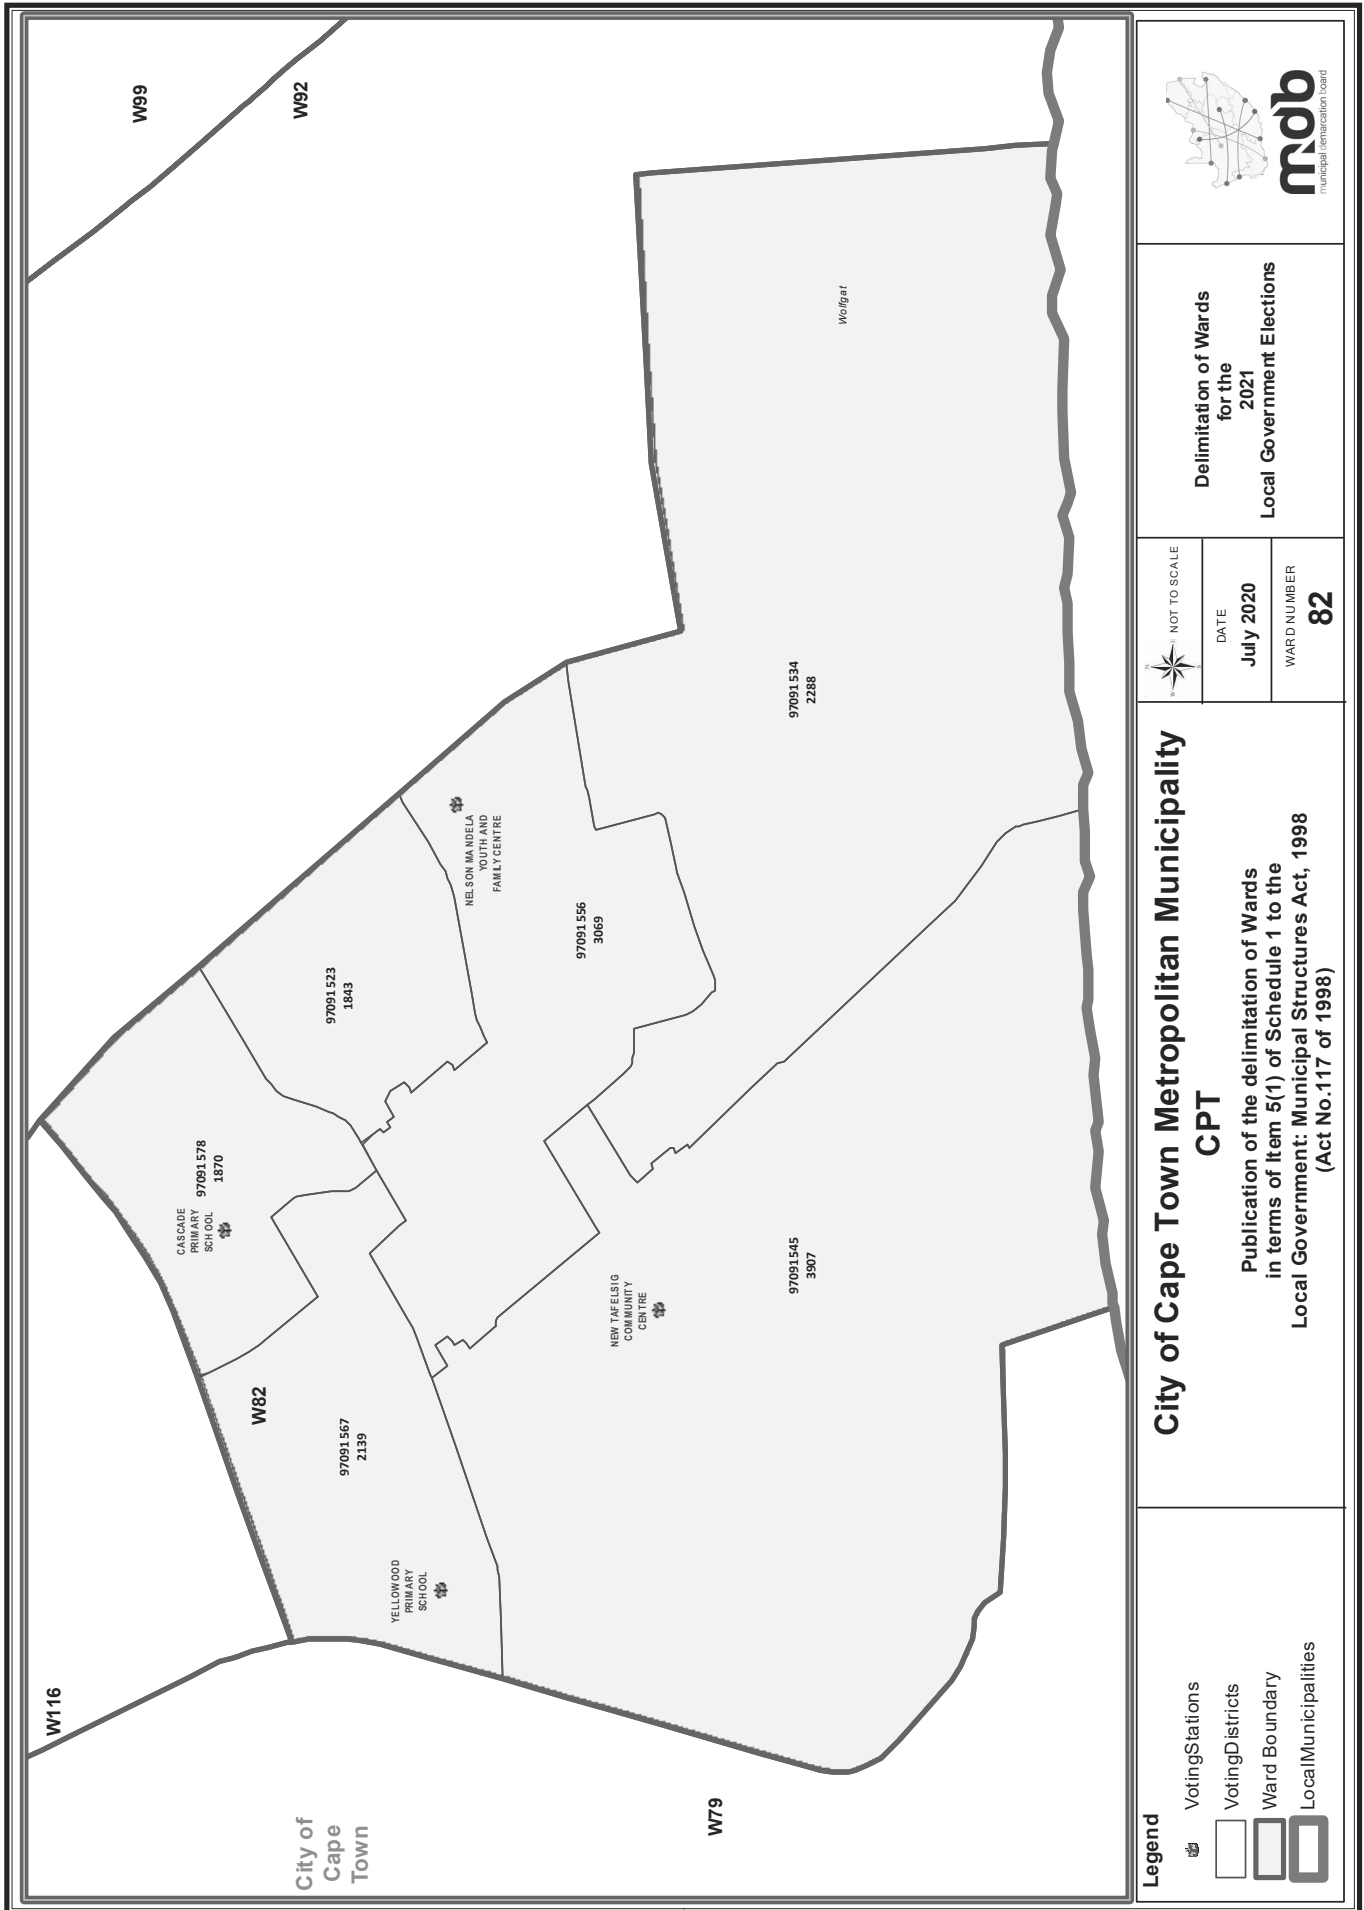 W99
W92
W116
W79
W82
City of
Cape
Town
Wolfgat
CASCADE
PRIMARY
SCHOOL
97091578
1870
97091523
1843
NELSON MANDELA
YOUTH AND
FAMILY CENTRE
97091556
3069
97091534
2288
97091567
2139
YELLOWOOD
PRIMARY
SCHOOL
NEW TAFELSIG
COMMUNITY
CENTRE
97091545
3907
Legend
VotingStations
VotingDistricts
Ward Boundary
LocalMunicipalities
City of Cape Town Metropolitan Municipality
CPT
Publication of the delimitation of Wards
in terms of Item 5(1) of Schedule 1 to the
Local Government: Municipal Structures Act, 1998
(Act No.117 of 1998)
N
W E
S
NOT TO SCALE
DATE
July 2020
WARD NUMBER
82
Delimitation of Wards
for the
2021
Local Government Elections
mdb
municipal demarcation board